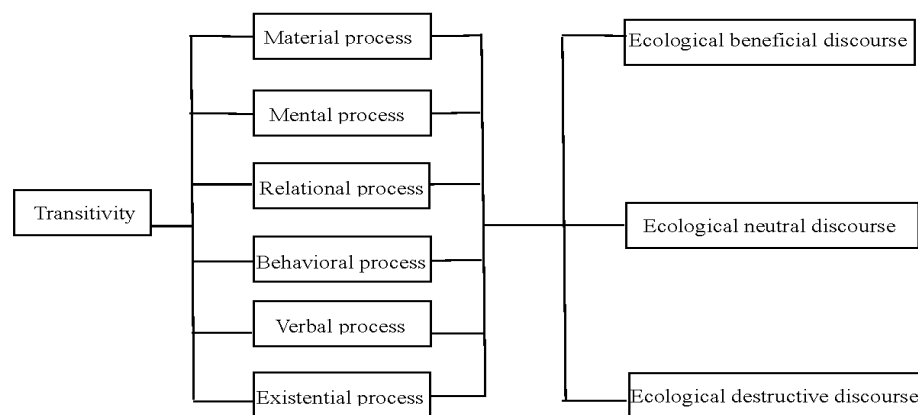 Transitivity
Material process
Mental process
Relational process
Behavioral process
Verbal process
Existential process
Ecological beneficial discourse
Ecological neutral discourse
Ecological destructive discourse